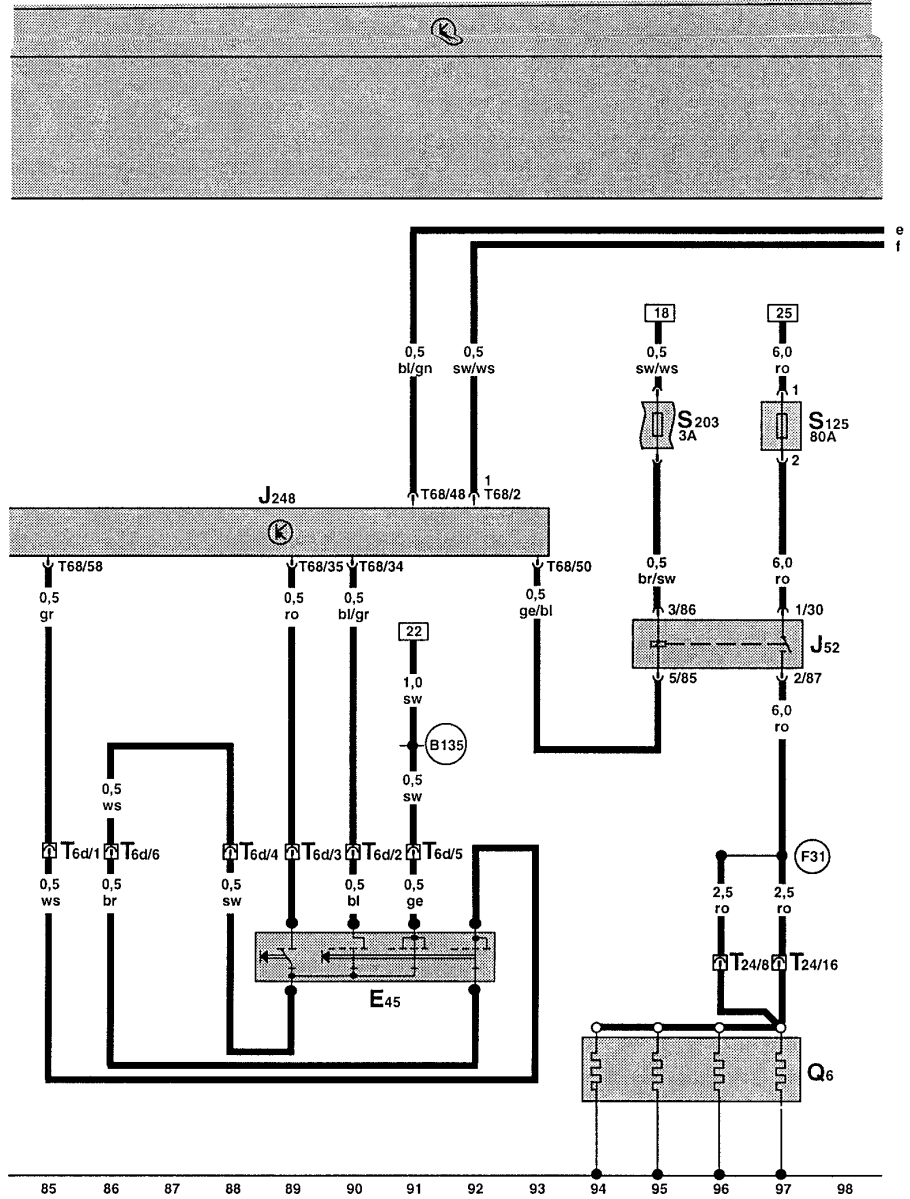 e
f
18
25
0,5
0,5
0,5
6,0
bl/gn
sw/ws
sw/ws
ro
1
S203
3A
S125
80A
2
1
J248
T68/48
T68/2
T68/58
T68/35
T68/34
T68/50
0,5
0,5
0,5
0,5
0,5
6,0
gr
ro
bl/gr
ge/bl
br/sw
ro
3/86
1/30
22
J52
5/85
2/87
1,0
sw
6,0
ro
B135
0,5
ws
0,5
sw
T6d/1
T6d/6
T6d/4
T6d/3
T6d/2
T6d/5
F31
0,5
0,5
0,5
0,5
0,5
2,5
2,5
ws
br
sw
bl
ge
ro
ro
T24/8
T24/16
E45
Q6
85
86
87
88
89
90
91
92
93
94
95
96
97
98